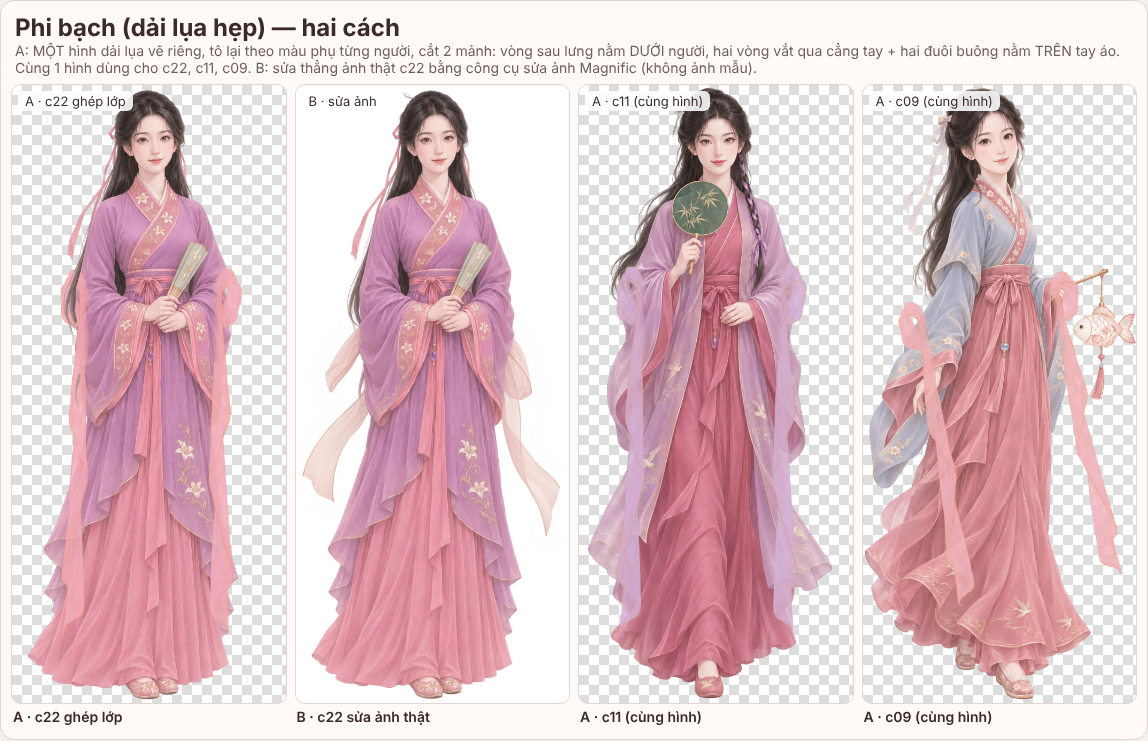 Phi bạch (dải lụa hẹp) — hai cách
A: MỘT hình dải lụa vẽ riêng, tô lại theo màu phụ từng người, cắt 2 mảnh: vòng sau lưng nằm DƯỚI người, hai vòng vắt qua cẳng tay + hai đuôi buông nằm TRÊN tay áo.
Cùng 1 hình dùng cho c22, c11, c09. B: sửa thẳng ảnh thật c22 bằng công cụ sửa ảnh Magnific (không ảnh mẫu).
A · c22 ghép lớp
B · sửa ảnh
A · c11 (cùng hình)
A · c09 (cùng hình)
A · c22 ghép lớp
B · c22 sửa ảnh thật
A · c11 (cùng hình)
A · c09 (cùng hình)